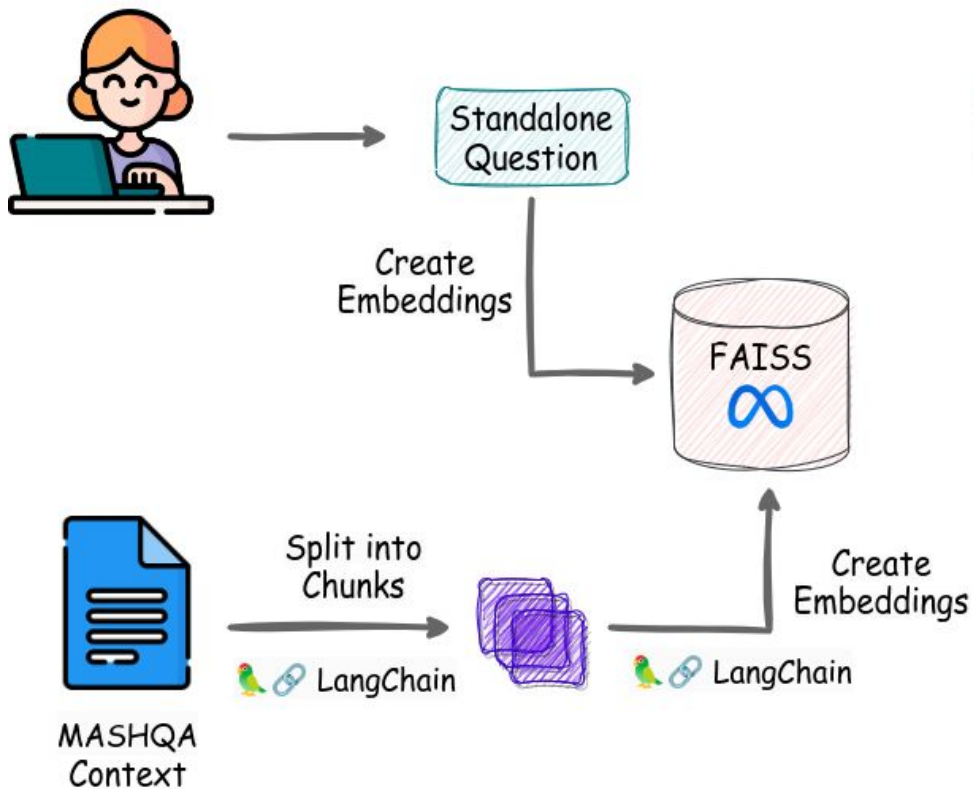 Standalone
Question
Create
Embeddings
FAISS
Split into
Chunks
Create
Embeddings
LangChain
LangChain
MASHQA
Context